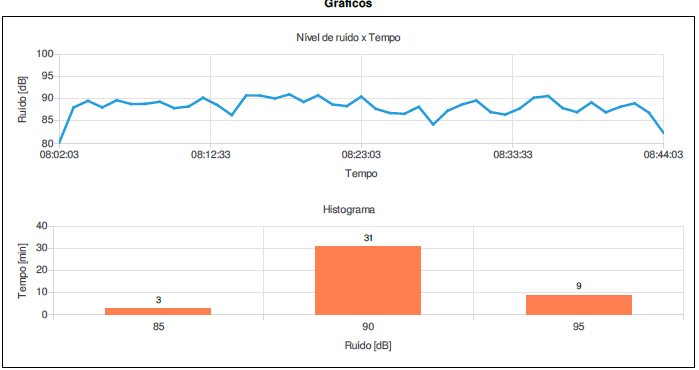 Gráficos
Nível de ruído x Tempo
100
95
90
85
80
Ruído [dB]
08:02:03 08:12:33 08:23:03 08:33:33 08:44:03
Tempo
Histograma
40
30
20
10
0
Tempo [min]
3 31 9
85 90 95
Ruído [dB]